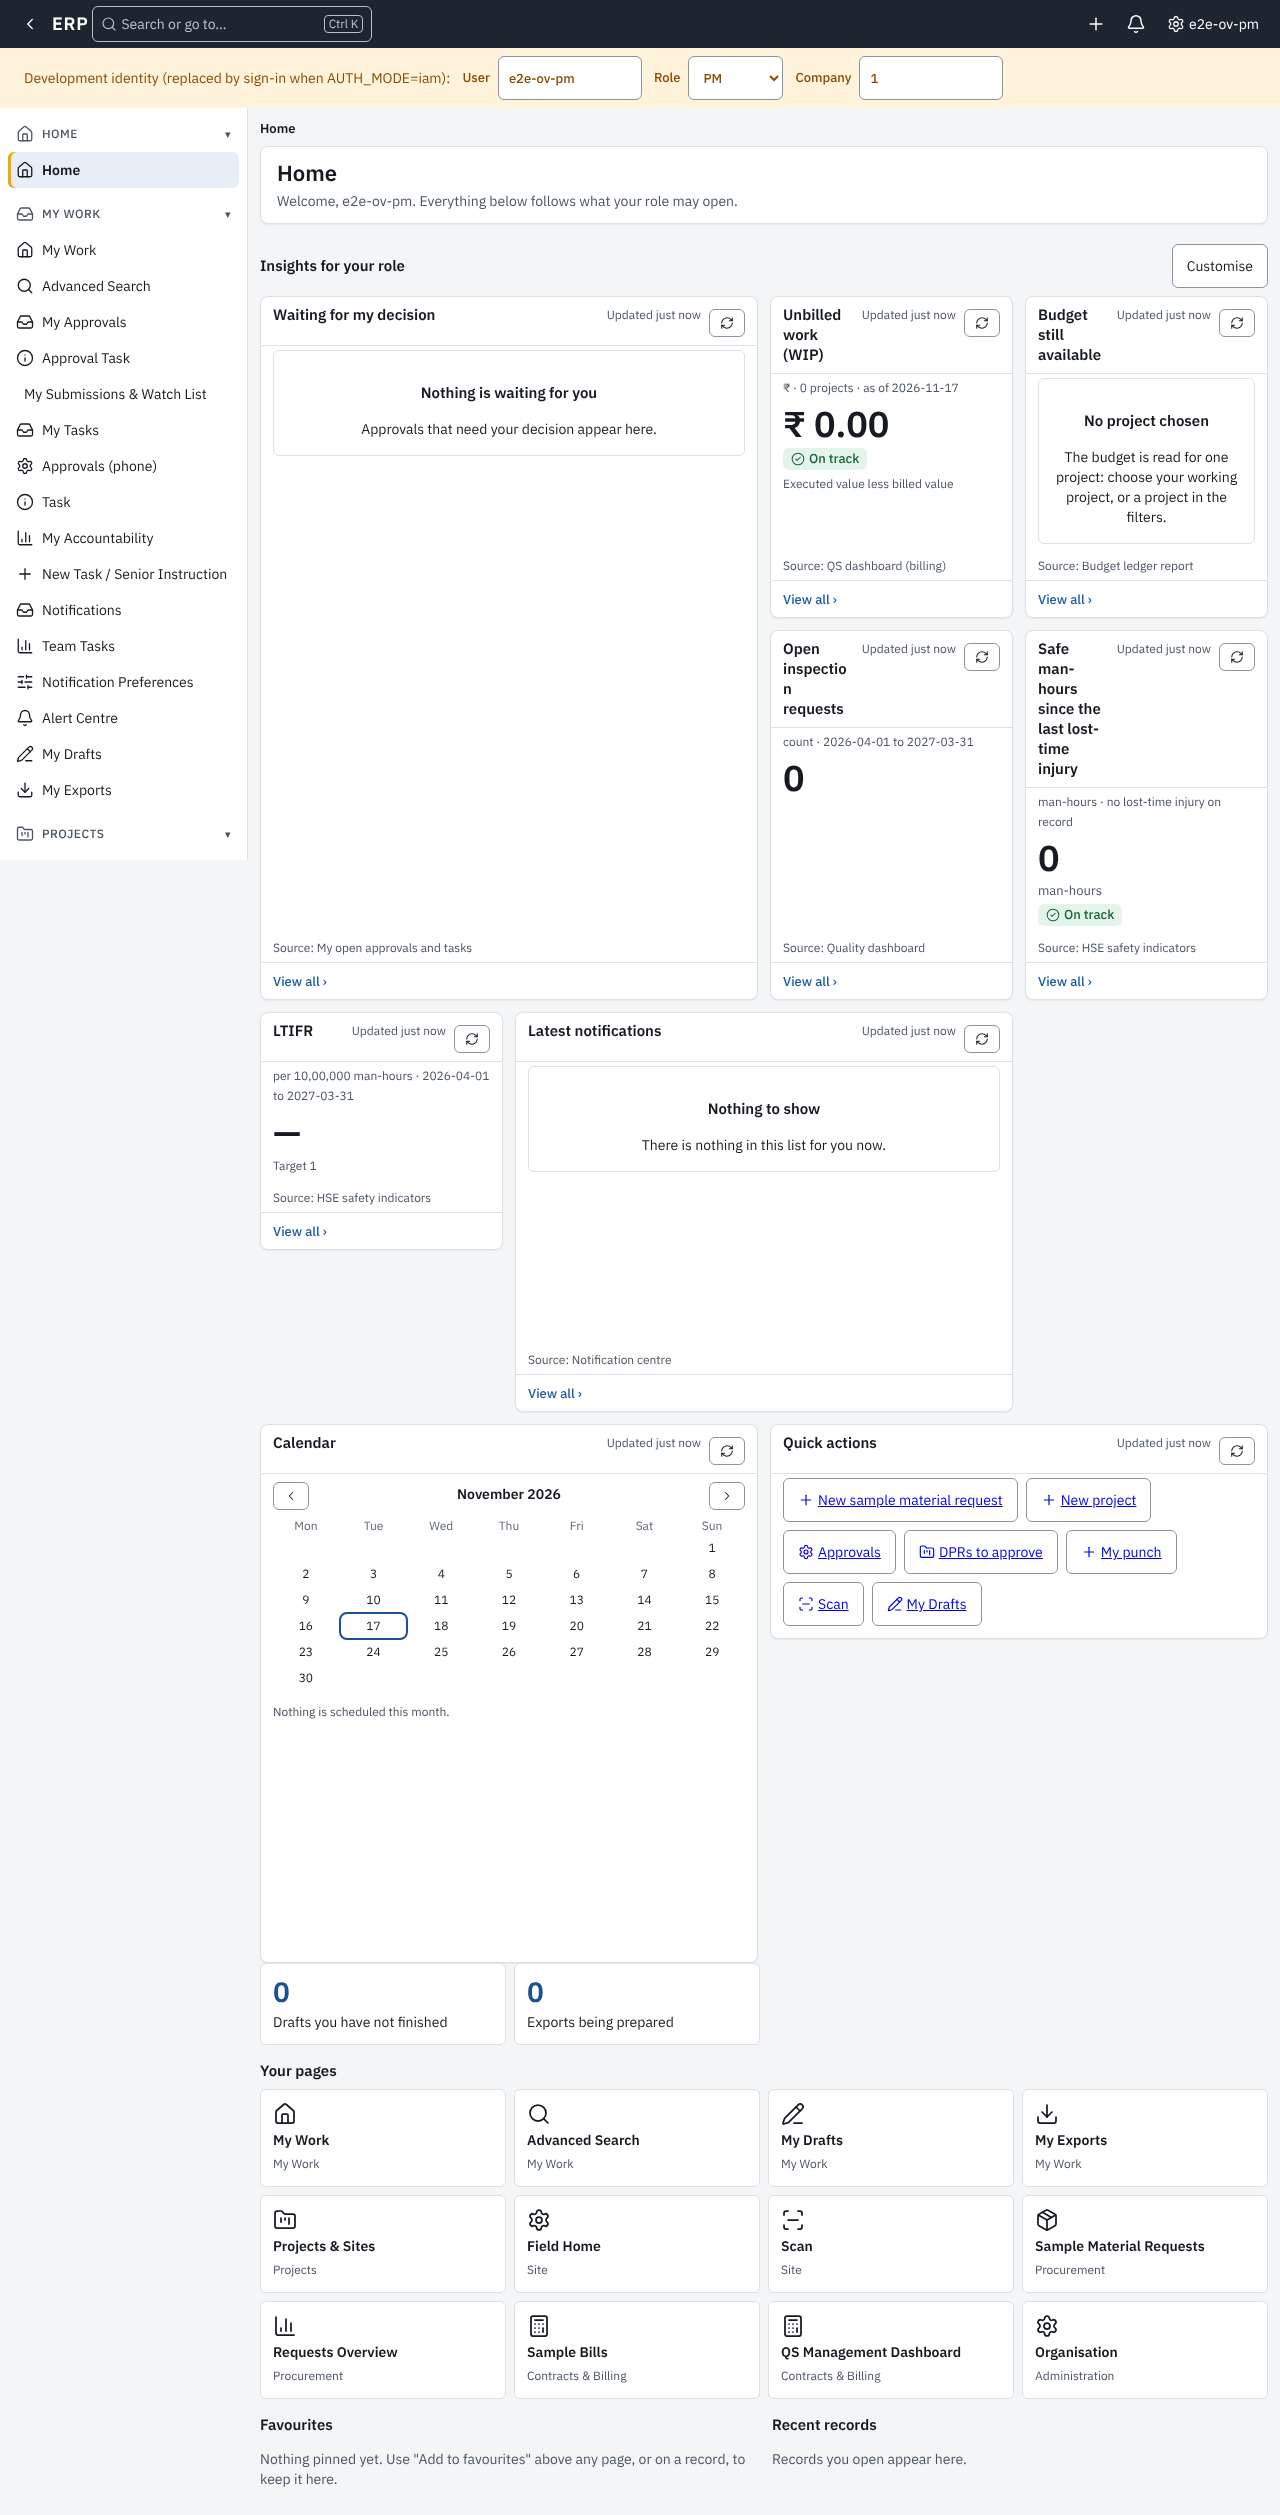 ERP
Search or go to...
Ctrl K
e2e-ov-pm
Development identity (replaced by sign-in when AUTH_MODE=iam):
User
e2e-ov-pm
Role
PM
Company
1
HOME
Home
MY WORK
My Work
Advanced Search
My Approvals
Approval Task
My Submissions & Watch List
My Tasks
Approvals (phone)
Task
My Accountability
New Task / Senior Instruction
Notifications
Team Tasks
Notification Preferences
Alert Centre
My Drafts
My Exports
PROJECTS
Home
Home
Welcome, e2e-ov-pm. Everything below follows what your role may open.
Insights for your role
Customise
Waiting for my decision
Updated just now
Nothing is waiting for you
Approvals that need your decision appear here.
Source: My open approvals and tasks
View all ›
Unbilled
work
(WIP)
Updated just now
₹ · 0 projects · as of 2026-11-17
₹ 0.00
On track
Executed value less billed value
Source: QS dashboard (billing)
View all ›
Budget
still
available
Updated just now
No project chosen
The budget is read for one
project: choose your working
project, or a project in the
filters.
Source: Budget ledger report
View all ›
Open
inspectio
n
requests
Updated just now
count · 2026-04-01 to 2027-03-31
0
Source: Quality dashboard
View all ›
Safe
man-
hours
since the
last lost-
time
injury
Updated just now
man-hours · no lost-time injury on
record
0
man-hours
On track
Source: HSE safety indicators
View all ›
LTIFR
Updated just now
per 10,00,000 man-hours · 2026-04-01
to 2027-03-31
—
Target 1
Source: HSE safety indicators
View all ›
Latest notifications
Updated just now
Nothing to show
There is nothing in this list for you now.
Source: Notification centre
View all ›
Calendar
Updated just now
November 2026
Mon Tue Wed Thu Fri Sat Sun
1
2 3 4 5 6 7 8
9 10 11 12 13 14 15
16 17 18 19 20 21 22
23 24 25 26 27 28 29
30
Nothing is scheduled this month.
Quick actions
Updated just now
New sample material request
New project
Approvals
DPRs to approve
My punch
Scan
My Drafts
0
Drafts you have not finished
0
Exports being prepared
Your pages
My Work
My Work
Advanced Search
My Work
My Drafts
My Work
My Exports
My Work
Projects & Sites
Projects
Field Home
Site
Scan
Site
Sample Material Requests
Procurement
Requests Overview
Procurement
Sample Bills
Contracts & Billing
QS Management Dashboard
Contracts & Billing
Organisation
Administration
Favourites
Nothing pinned yet. Use "Add to favourites" above any page, or on a record, to
keep it here.
Recent records
Records you open appear here.